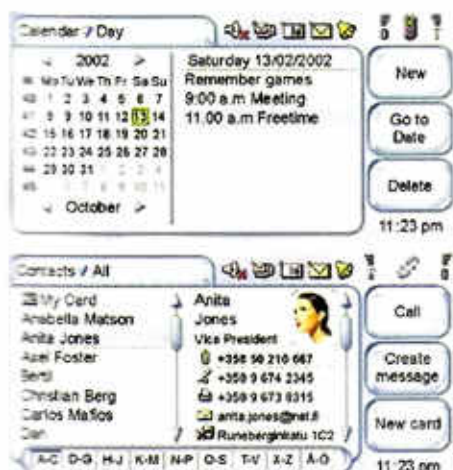 Calendar / Day
2002
Mo Tu We Th Fr Sa Su
1 2 3 4 5 6 7
8 9 10 11 12 13 14
42 15 16 17 18 19 20 21
43 22 23 24 25 26 27 28
29 30 31
October
Saturday 13/02/2002
Remember games
9:00 a.m Meeting
11.00 a.m Freetime
New
Go to
Date
Delete
11:23 pm
Contacts / All
My Card
Anabella Matson
Anita Jones
Axel Foster
Bertil
Christian Berg
Carlos Mafios
Dan
Anita
Jones
Vice President
+358 50 210 667
+358 9 674 2345
+358 9 673 8315
anita.jones@net.fi
Runeberginkatu 1C2
Call
Create
message
New card
A-C D-G H-J K-M N-P Q-S T-V X-Z Å-Ö
11:23 pm